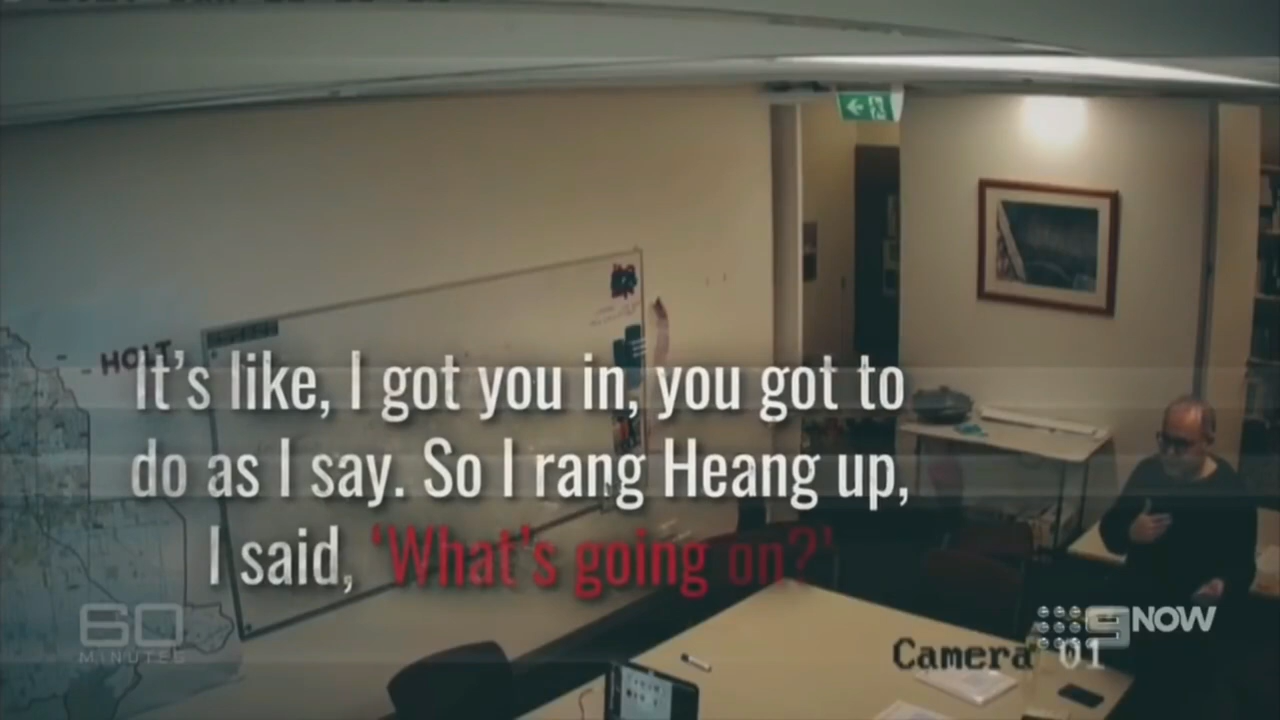 HOLT
It's like, I got you in, you got to
do as I say. So I rang Heang up,
I said, 'What's going on?'
60
MINUTES
9NOW
Camera 01